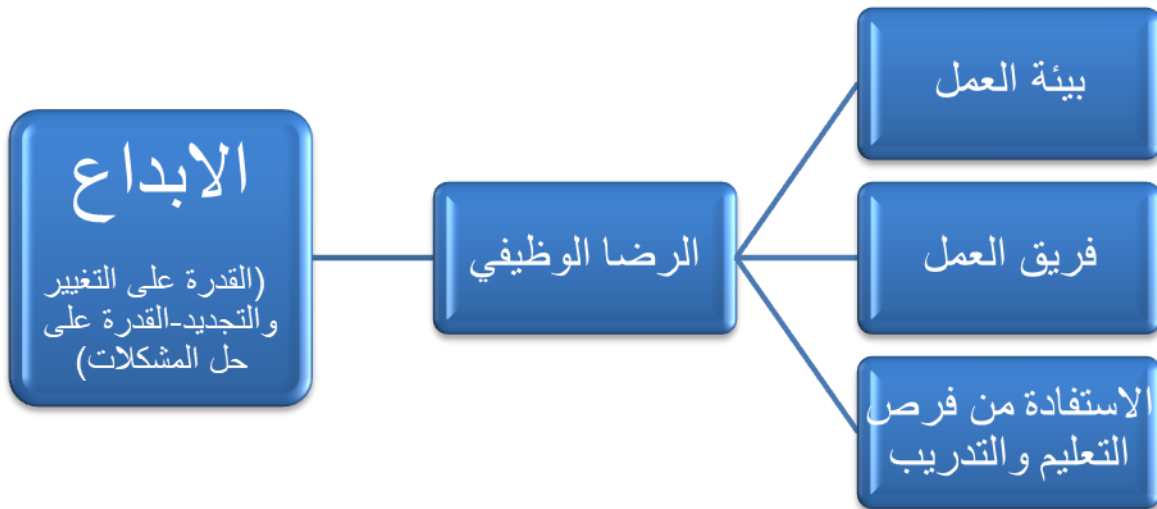 بيئة العمل
فريق العمل
الاستفادة من فرص
التعليم والتدريب
الرضا الوظيفي
الابداع
(القدرة على التغيير
والتجديد-القدرة على
حل المشكلات)